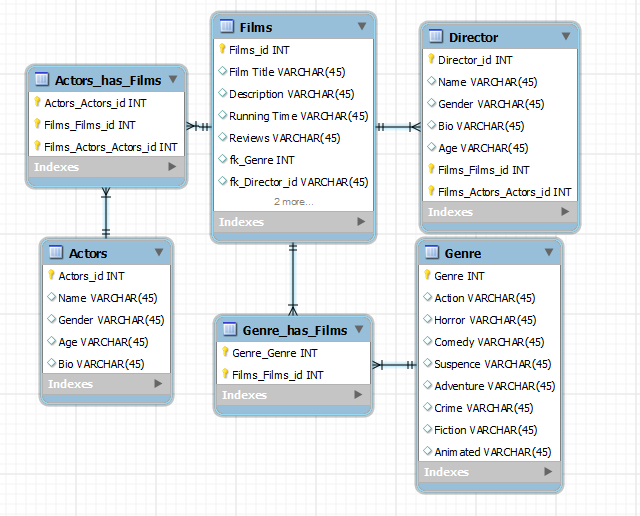 Films
Films_id INT
Film Title VARCHAR(45)
Description VARCHAR(45)
Running Time VARCHAR(45)
Reviews VARCHAR(45)
fk_Genre INT
fk_Director_id VARCHAR(45)
2 more...
Indexes
Director
Director_id INT
Name VARCHAR(45)
Gender VARCHAR(45)
Bio VARCHAR(45)
Age VARCHAR(45)
Films_Films_id INT
Films_Actors_Actors_id INT
Indexes
Actors_has_Films
Actors_Actors_id INT
Films_Films_id INT
Films_Actors_Actors_id INT
Indexes
Actors
Actors_id INT
Name VARCHAR(45)
Gender VARCHAR(45)
Age VARCHAR(45)
Bio VARCHAR(45)
Indexes
Genre_has_Films
Genre_Genre INT
Films_Films_id INT
Indexes
Genre
Genre INT
Action VARCHAR(45)
Horror VARCHAR(45)
Comedy VARCHAR(45)
Suspence VARCHAR(45)
Adventure VARCHAR(45)
Crime VARCHAR(45)
Fiction VARCHAR(45)
Animated VARCHAR(45)
Indexes